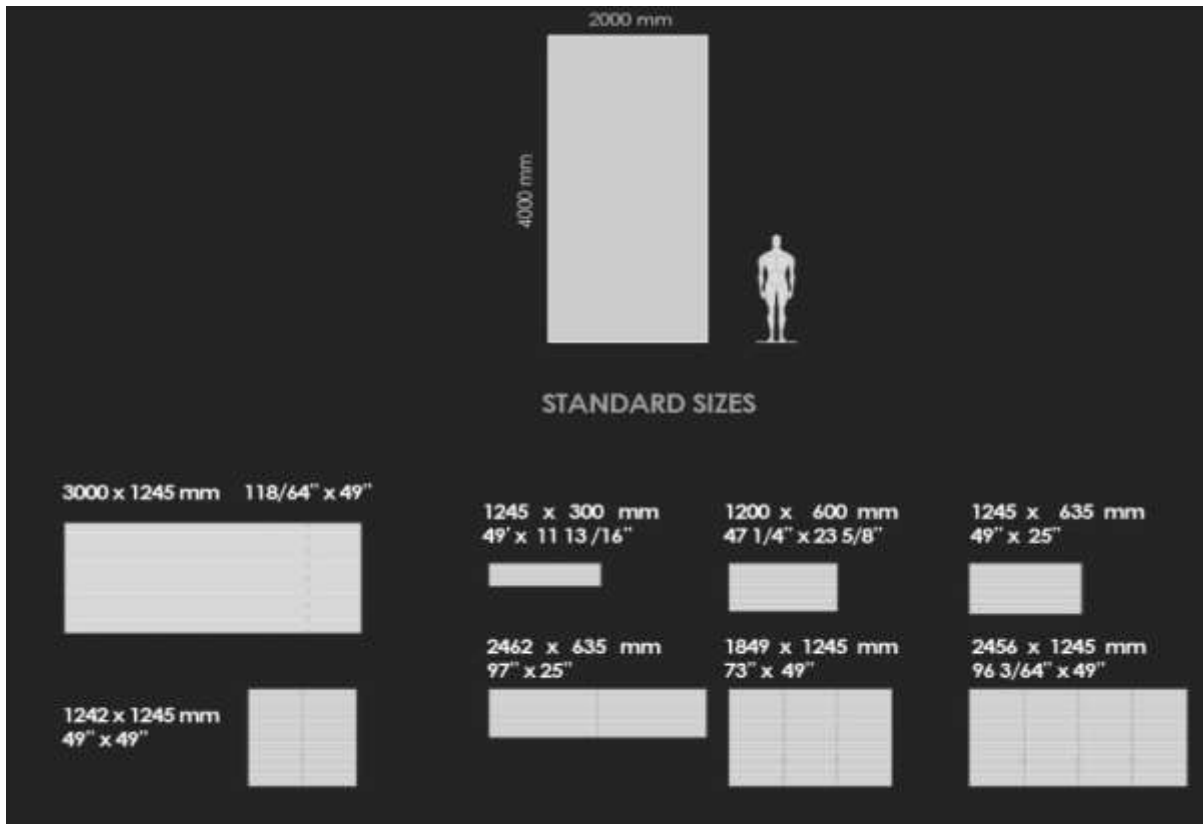 2000 mm
4000 mm
STANDARD SIZES
3000 x 1245 mm 118/64" x 49"
1245 x 300 mm
49' x 11 13 /16"
1200 x 600 mm
47 1/4" x 23 5/8"
1245 x 635 mm
49" x 25"
2462 x 635 mm
97" x 25"
1849 x 1245 mm
73" x 49"
2456 x 1245 mm
96 3/64" x 49"
1242 x 1245 mm
49" x 49"